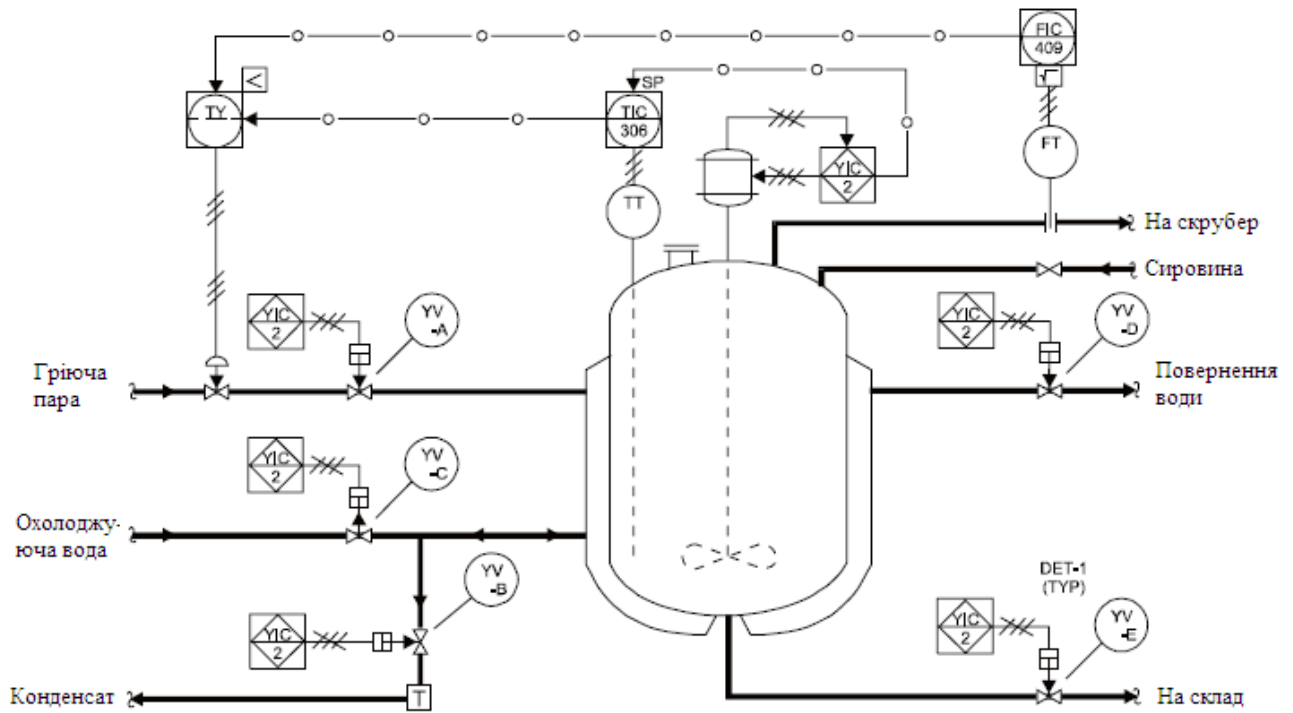 FIC
409
√
<
TY
SP
TIC
306
YIC
2
FT
TT
На скрубер
Сировина
YIC
2
YV
-A
YIC
2
YV
-D
Гріюча
пара
Повернення
води
YIC
2
YV
-C
Охолоджу-
юча вода
YV
-B
DET-1
(TYP)
YIC
2
YIC
2
YV
-E
Конденсат
T
На склад